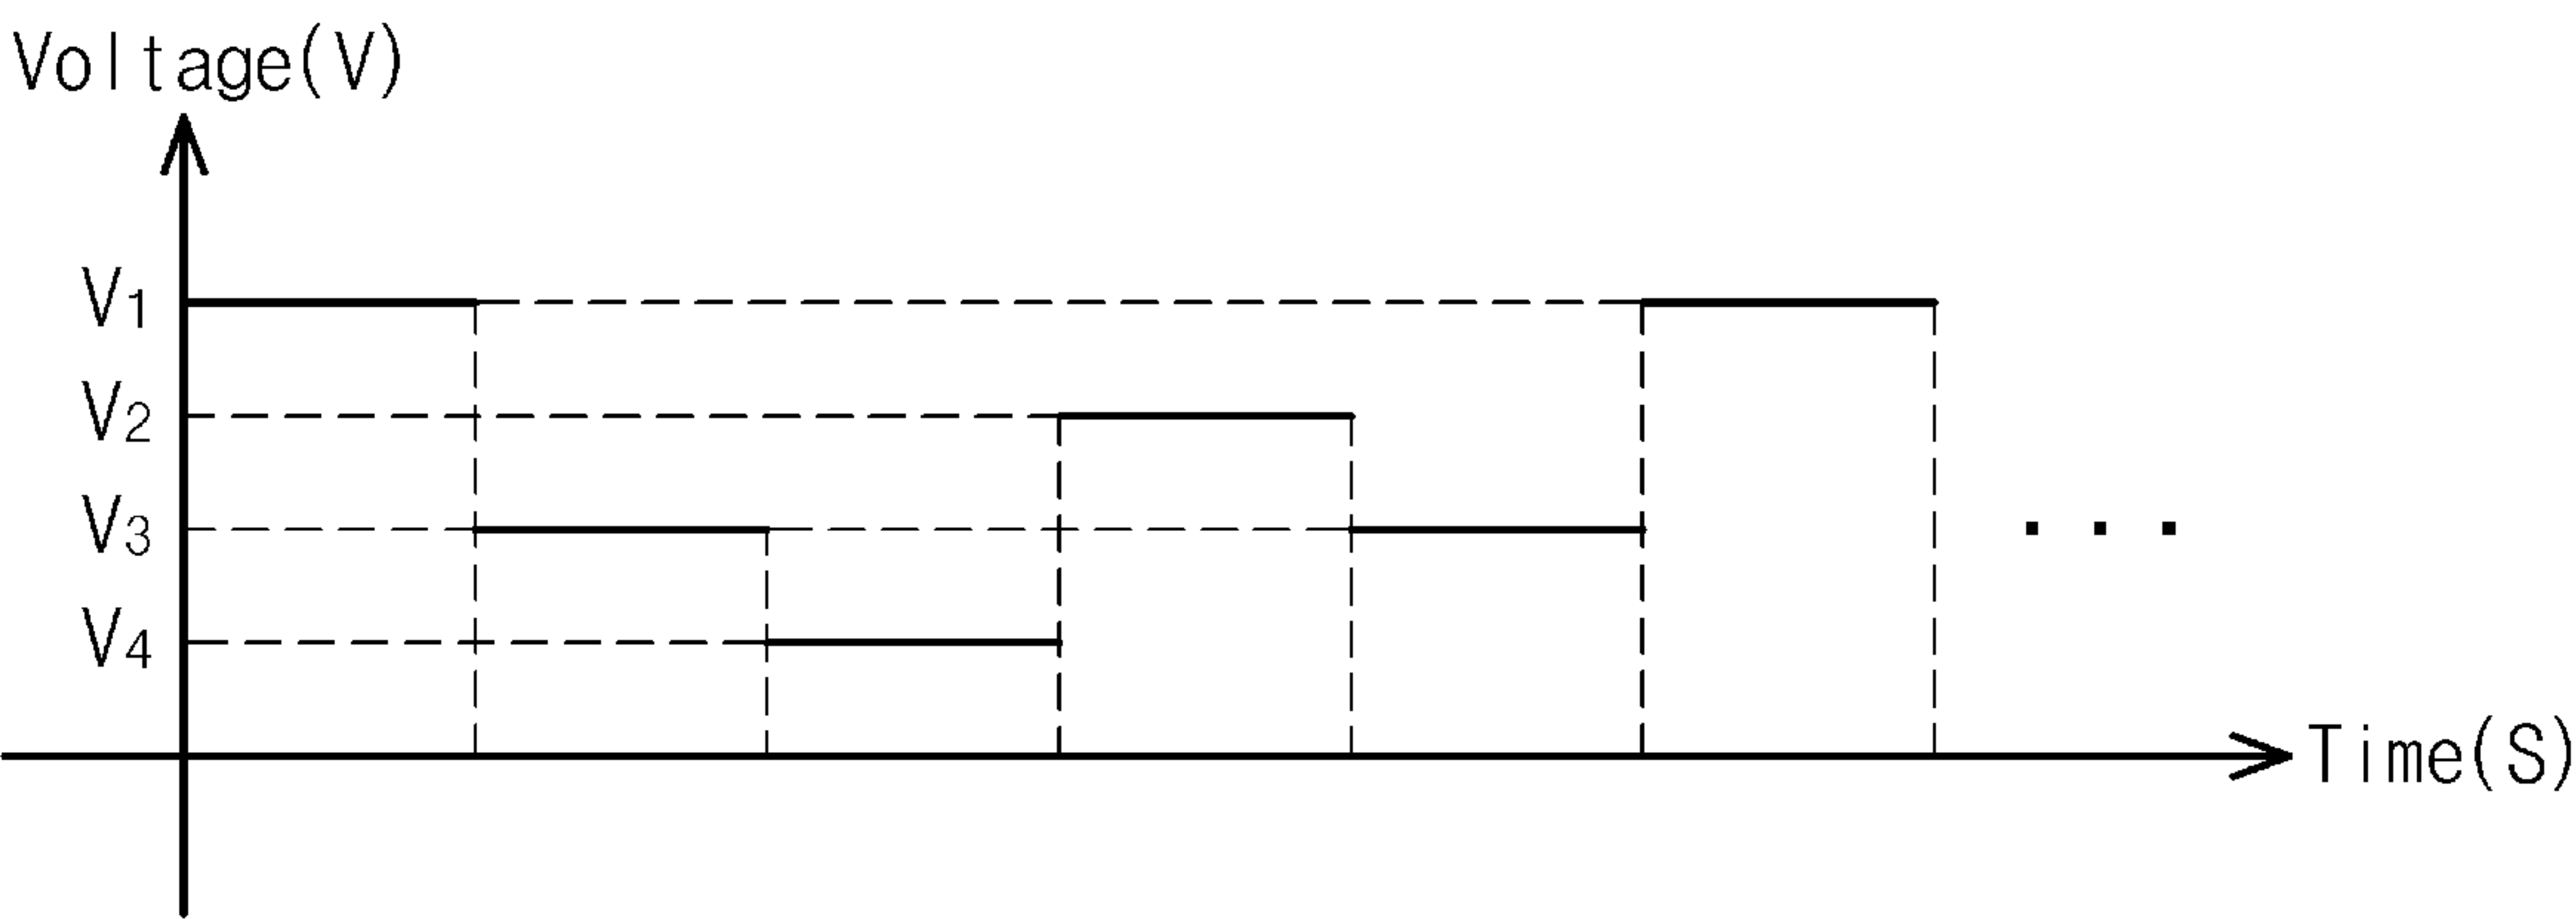 Voltage(V)
V1
V2
V3
V4
. . .
Time(S)